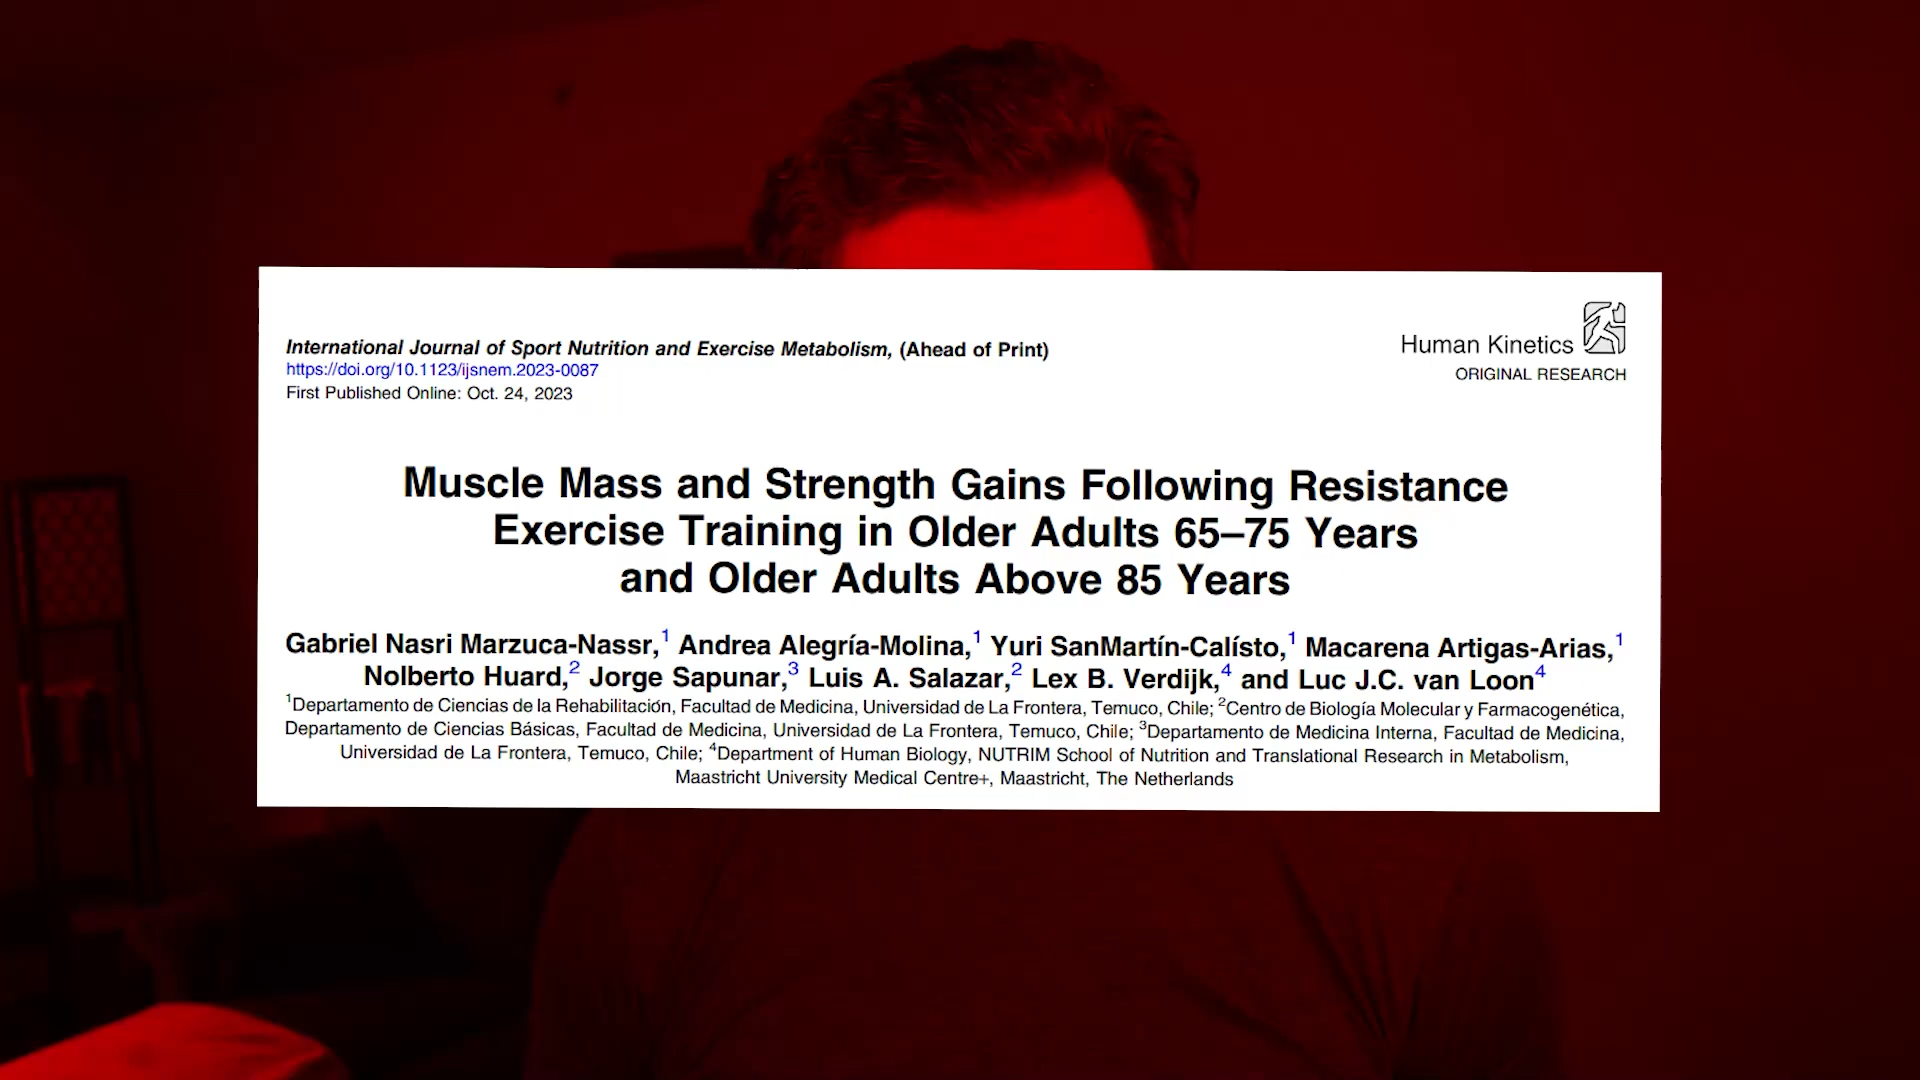 International Journal of Sport Nutrition and Exercise Metabolism, (Ahead of Print)
https://doi.org/10.1123/ijsnem.2023-0087
First Published Online: Oct. 24, 2023
Human Kinetics
ORIGINAL RESEARCH
Muscle Mass and Strength Gains Following Resistance
Exercise Training in Older Adults 65–75 Years
and Older Adults Above 85 Years
Gabriel Nasri Marzuca-Nassr,1 Andrea Alegría-Molina,1 Yuri SanMartín-Calísto,1 Macarena Artigas-Arias,1
Nolberto Huard,2 Jorge Sapunar,3 Luis A. Salazar,2 Lex B. Verdijk,4 and Luc J.C. van Loon4
1Departamento de Ciencias de la Rehabilitación, Facultad de Medicina, Universidad de La Frontera, Temuco, Chile; 2Centro de Biología Molecular y Farmacogenética,
Departamento de Ciencias Básicas, Facultad de Medicina, Universidad de La Frontera, Temuco, Chile; 3Departamento de Medicina Interna, Facultad de Medicina,
Universidad de La Frontera, Temuco, Chile; 4Department of Human Biology, NUTRIM School of Nutrition and Translational Research in Metabolism,
Maastricht University Medical Centre+, Maastricht, The Netherlands